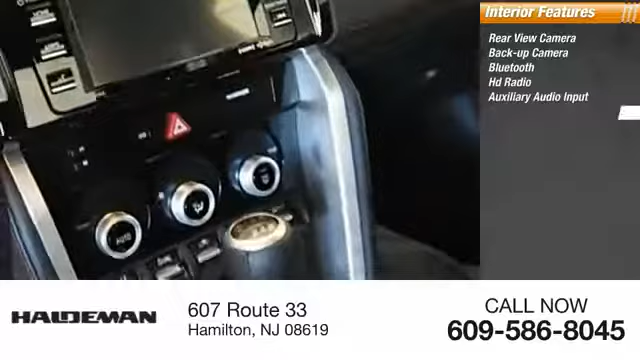 Interior Features
Rear View Camera
Back-up Camera
Bluetooth
Hd Radio
Auxiliary Audio Input
AUTO
HALDEMAN
607 Route 33
Hamilton, NJ 08619
CALL NOW
609-586-8045